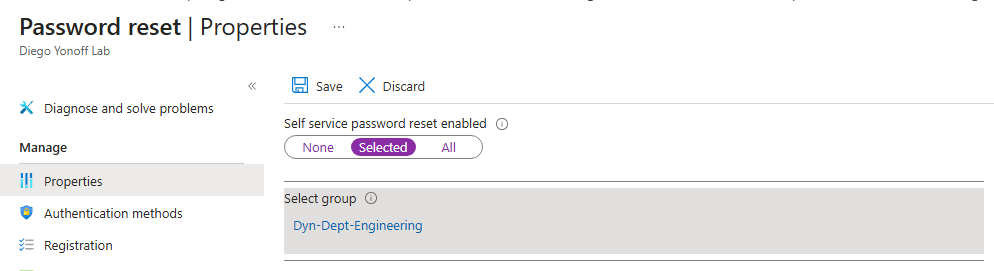 Password reset | Properties ...
Diego Yonoff Lab
«
Diagnose and solve problems
Manage
Properties
Authentication methods
Registration
Save Discard
Self service password reset enabled
None Selected All
Select group
Dyn-Dept-Engineering